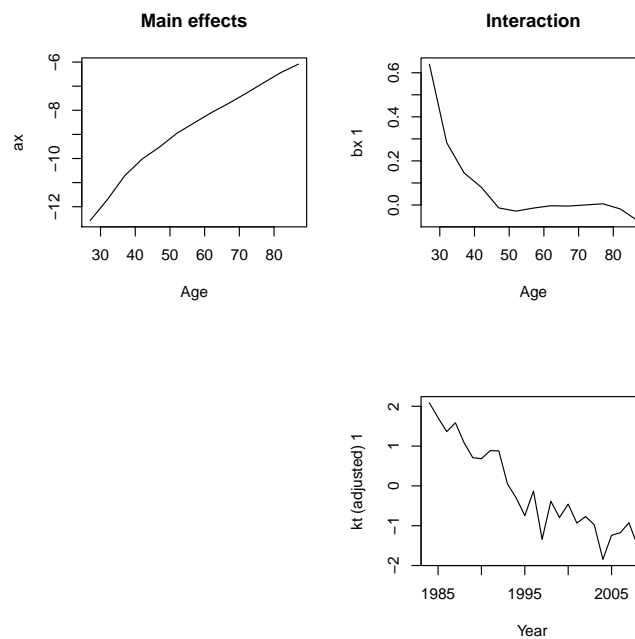 Main effects
ax
−6
−8
−10
−12
30 40 50 60 70 80
Age
Interaction
bx 1
0.6
0.4
0.2
0.0
30 40 50 60 70 80
Age
kt (adjusted) 1
2
1
0
−1
−2
1985 1995 2005
Year